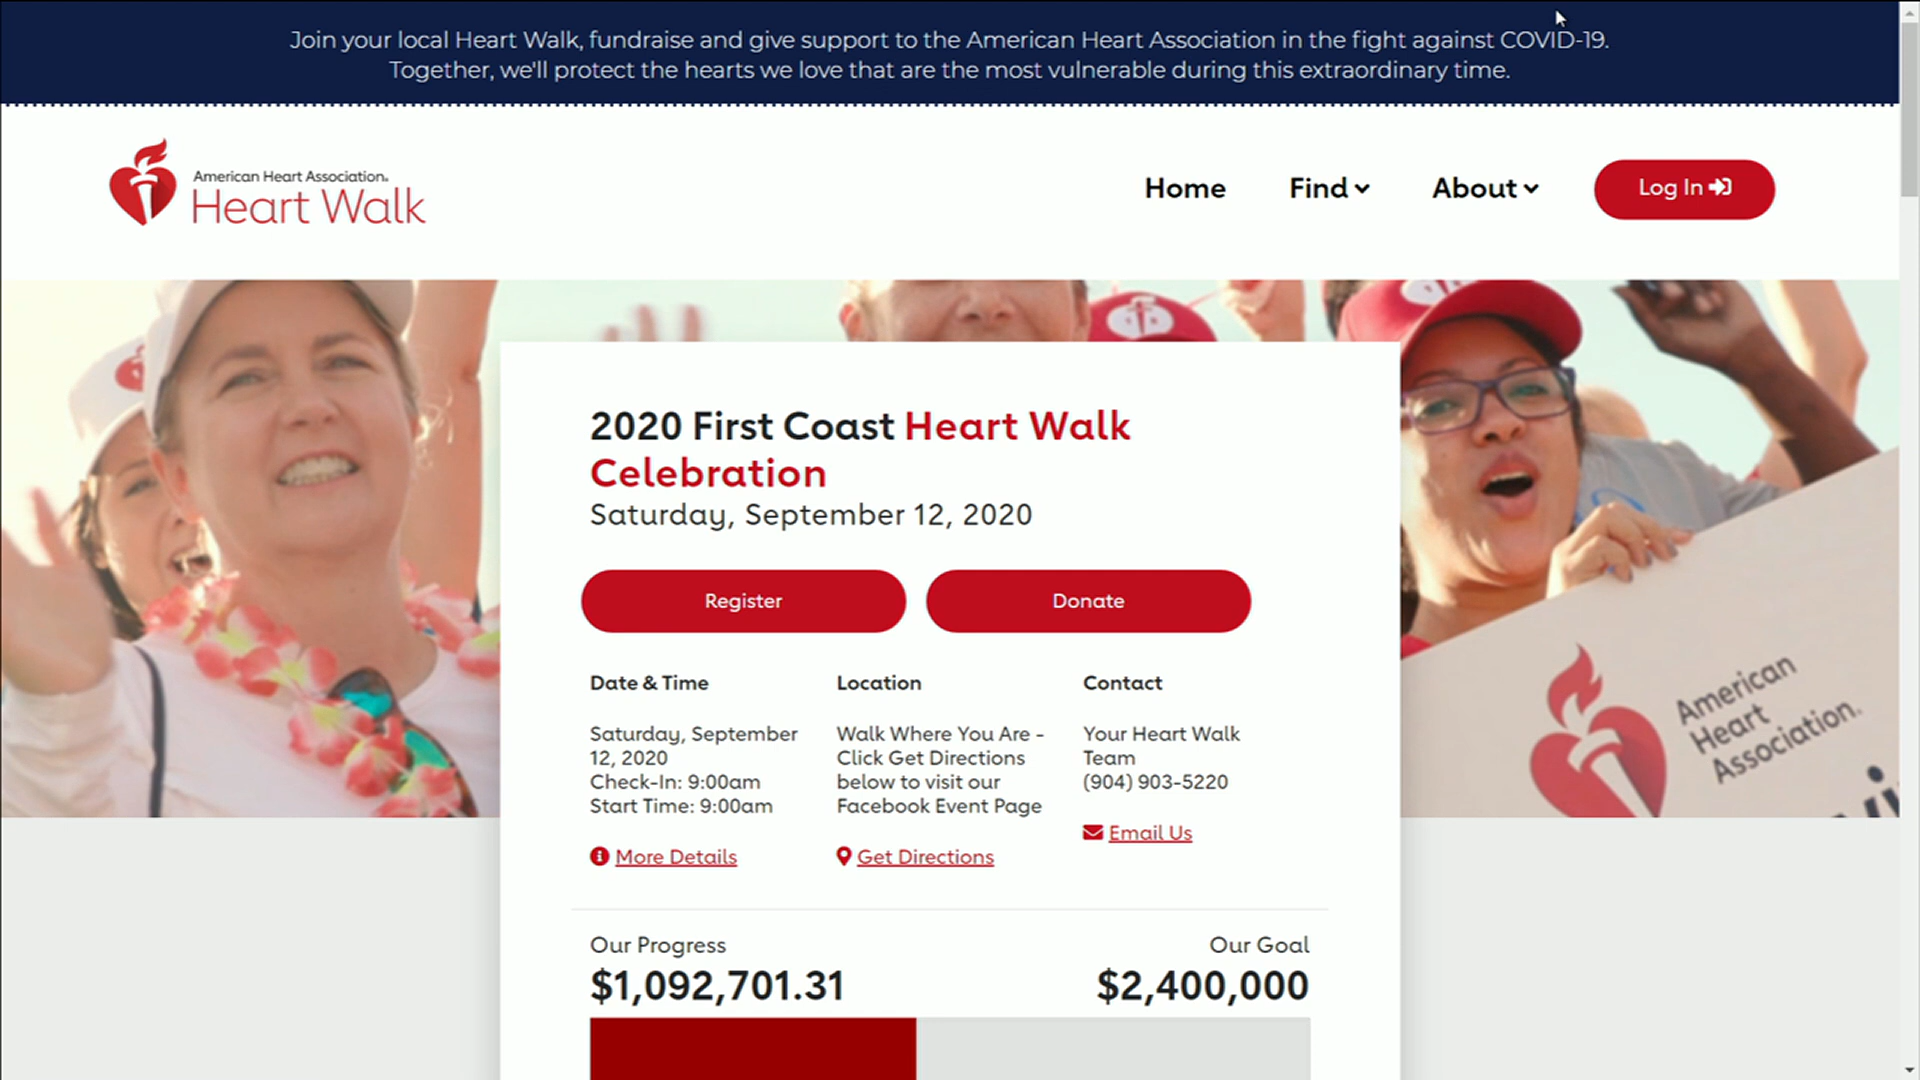 Join your local Heart Walk, fundraise and give support to the American Heart Association in the fight against COVID-19.
Together, we'll protect the hearts we love that are the most vulnerable during this extraordinary time.
American Heart Association®
Heart Walk
Home
Find
About
Log In
2020 First Coast Heart Walk
Celebration
Saturday, September 12, 2020
Register
Donate
Date & Time
Saturday, September
12, 2020
Check-In: 9:00am
Start Time: 9:00am
More Details
Location
Walk Where You Are -
Click Get Directions
below to visit our
Facebook Event Page
Get Directions
Contact
Your Heart Walk
Team
(904) 903-5220
Email Us
American
Heart
Association.
Our Progress
$1,092,701.31
Our Goal
$2,400,000